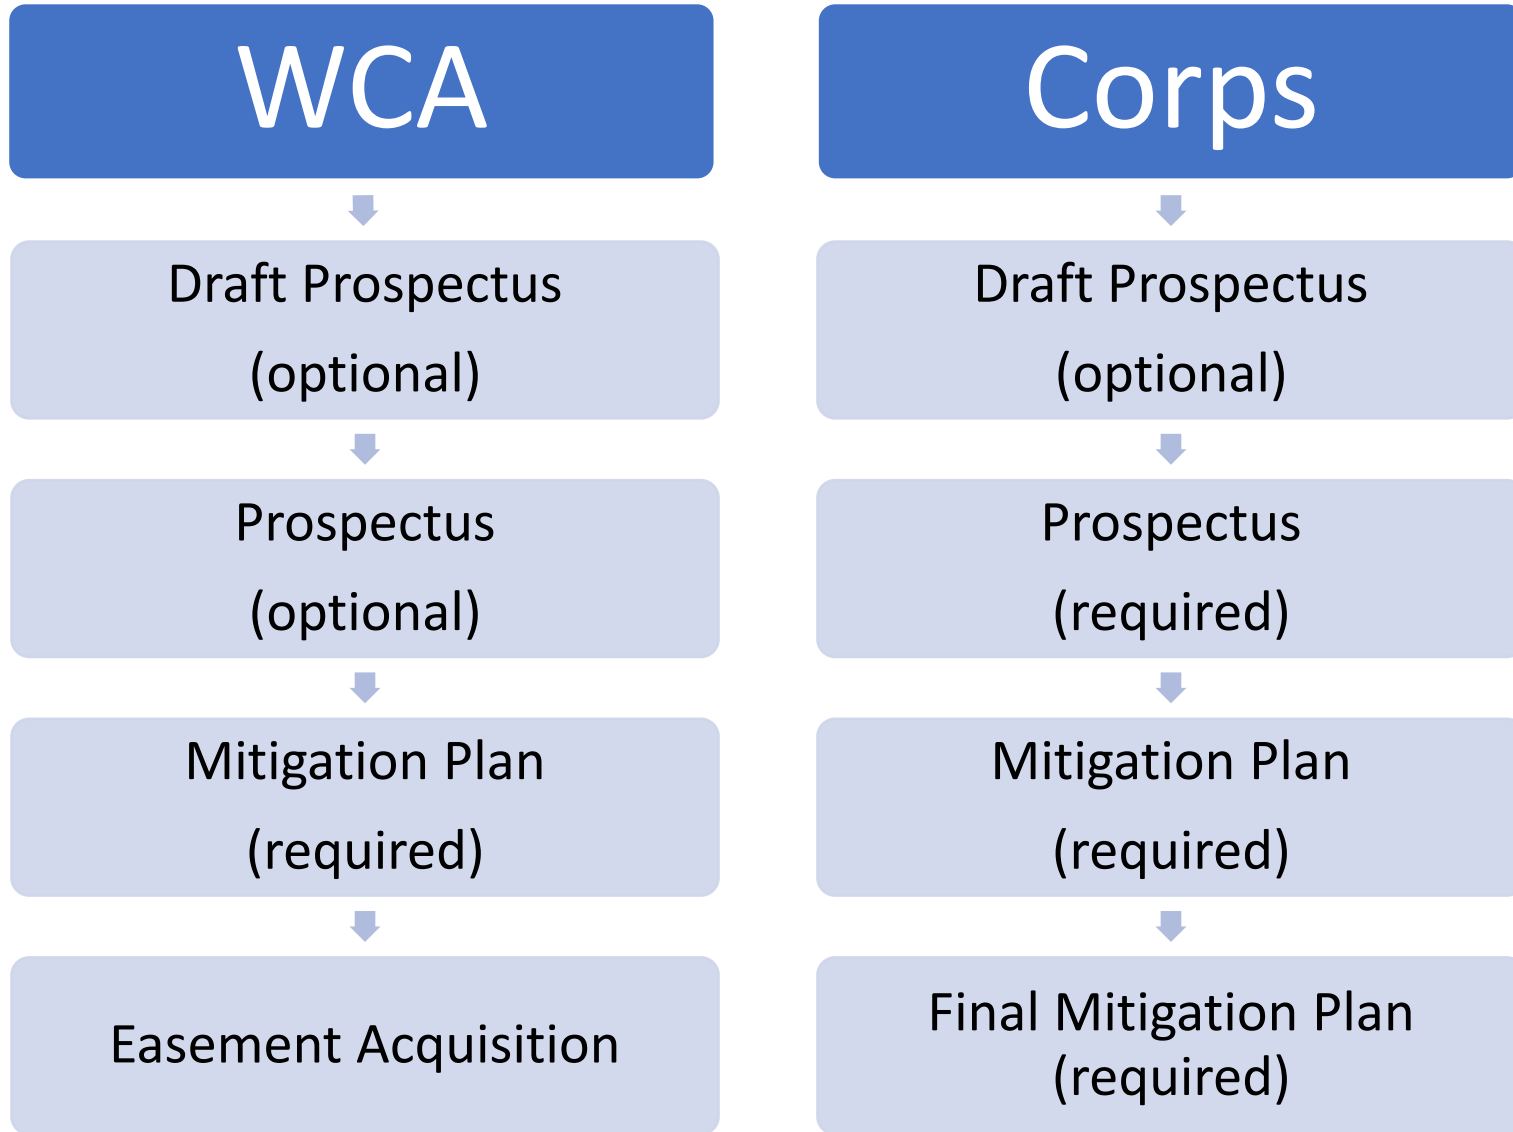 WCA
Draft Prospectus
(optional)
Prospectus
(optional)
Mitigation Plan
(required)
Easement Acquisition
Corps
Draft Prospectus
(optional)
Prospectus
(required)
Mitigation Plan
(required)
Final Mitigation Plan
(required)